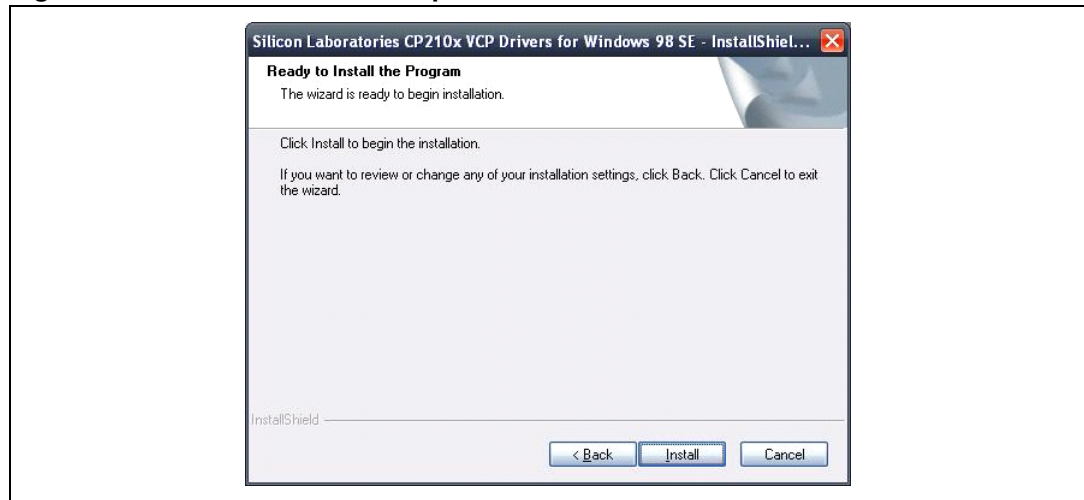 Silicon Laboratories CP210x VCP Drivers for Windows 98 SE - InstallShiel...
Ready to Install the Program
The wizard is ready to begin installation.
Click Install to begin the installation.
If you want to review or change any of your installation settings, click Back. Click Cancel to exit
the wizard.
InstallShield
< Back Install Cancel